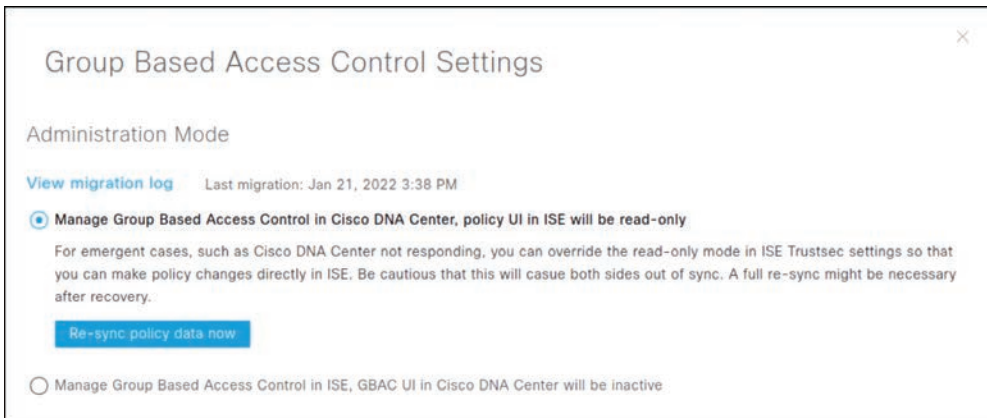 Group Based Access Control Settings
Administration Mode
View migration log Last migration: Jan 21, 2022 3:38 PM
Manage Group Based Access Control in Cisco DNA Center, policy UI in ISE will be read-only
For emergent cases, such as Cisco DNA Center not responding, you can override the read-only mode in ISE Trustsec settings so that
you can make policy changes directly in ISE. Be cautious that this will casue both sides out of sync. A full re-sync might be necessary
after recovery.
Re-sync policy data now
Manage Group Based Access Control in ISE, GBAC UI in Cisco DNA Center will be inactive